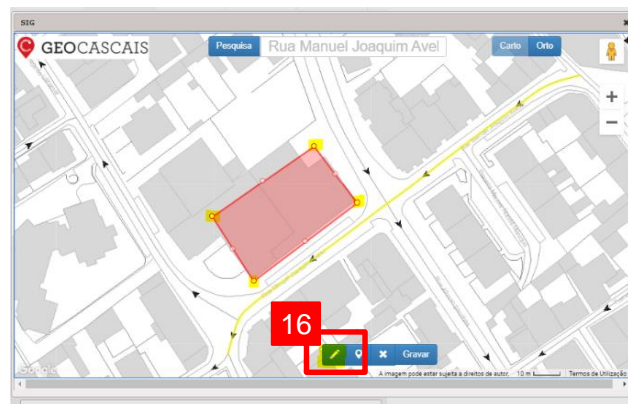 SIG
GEOCASCAIS
Pesquisa
Rua Manuel Joaquim Avel
Carto
Orto
16
Gravar
Google
A imagem pode estar sujeita a direitos de autor.
10 m
Termos de Utilização